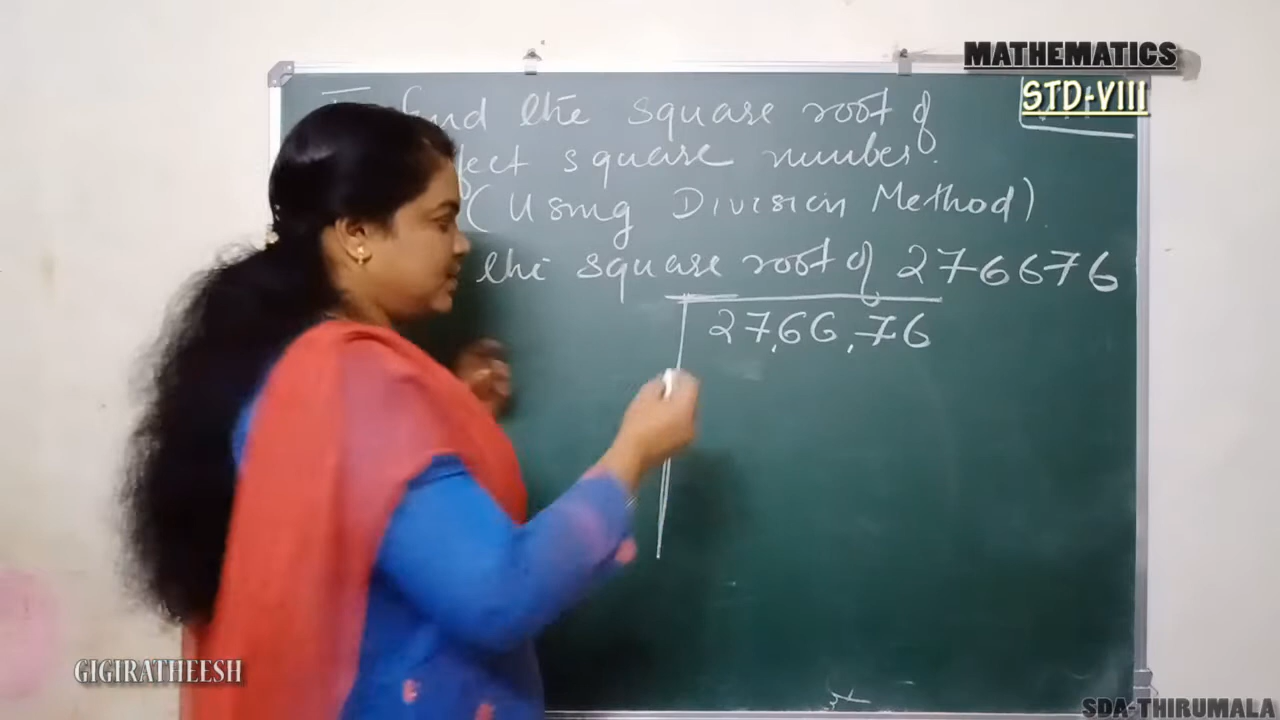 MATHEMATICS
STD-VIII
find the square root of
fect square number.
(Using Division Method)
the square root of 276676
27,66,76
GIGIRATHEESH
SDA-THIRUMALA